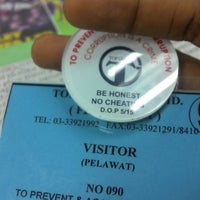 TO PREVENT CORRUPTION
CORRUPTION IS A CRIME
BE HONEST
NO CHEATING
D.O.P 5/15
TO D.
(P
TEL: 03-33921992 FAX:03-33921291/8410
VISITOR
(PELAWAT)
NO 090
TO PREVENT &